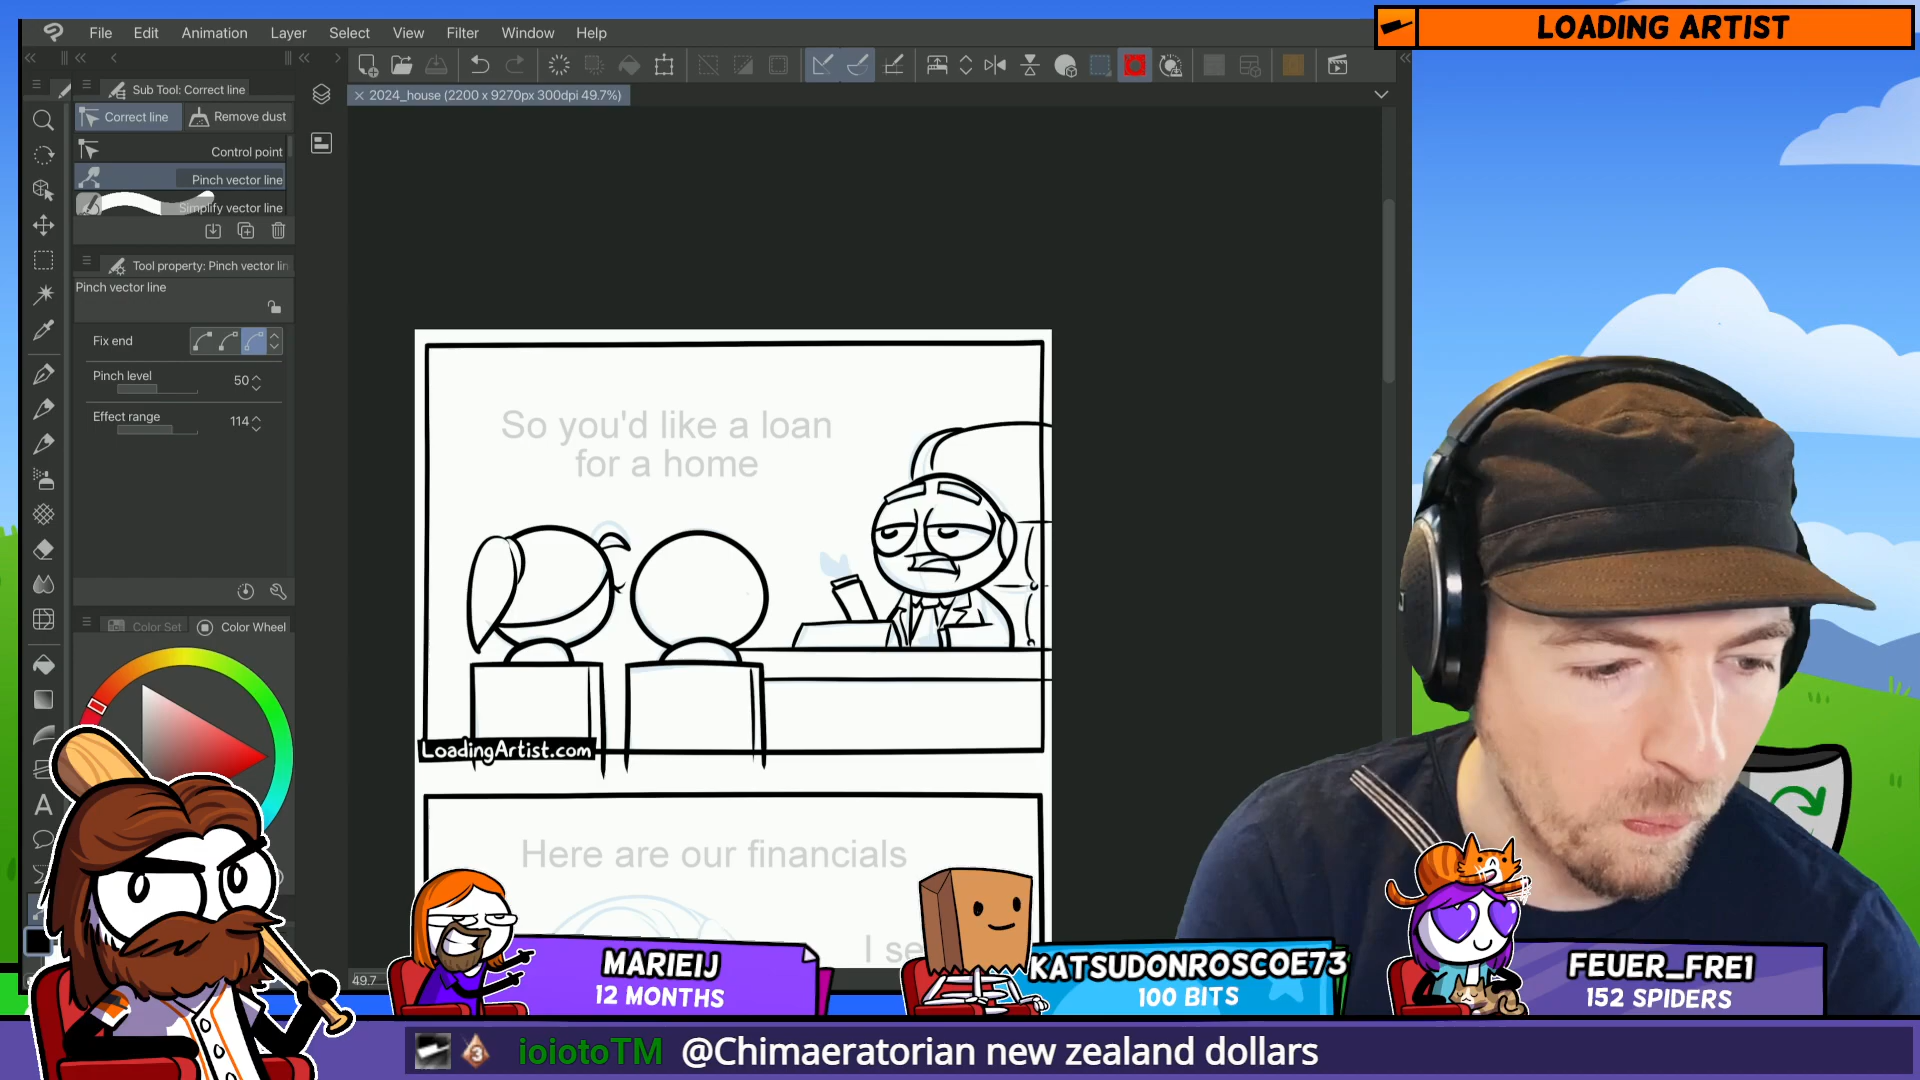 LOADING ARTIST
File Edit Animation Layer Select View Filter Window Help
Sub Tool: Correct line
2024_house (2200 x 9270px 300dpi 49.7%)
Correct line Remove dust
Control point
Pinch vector line
Simplify vector line
Tool property: Pinch vector lin
Pinch vector line
Fix end
Pinch level 50
Effect range 114
Color Set Color Wheel
So you'd like a loan
for a home
LoadingArtist.com
Here are our financials
I se
49.7
MARIEIJ
12 MONTHS
KATSUDONROSCOE73
100 BITS
FEUER_FRE1
152 SPIDERS
3 ioiotoTM @Chimaeratorian new zealand dollars